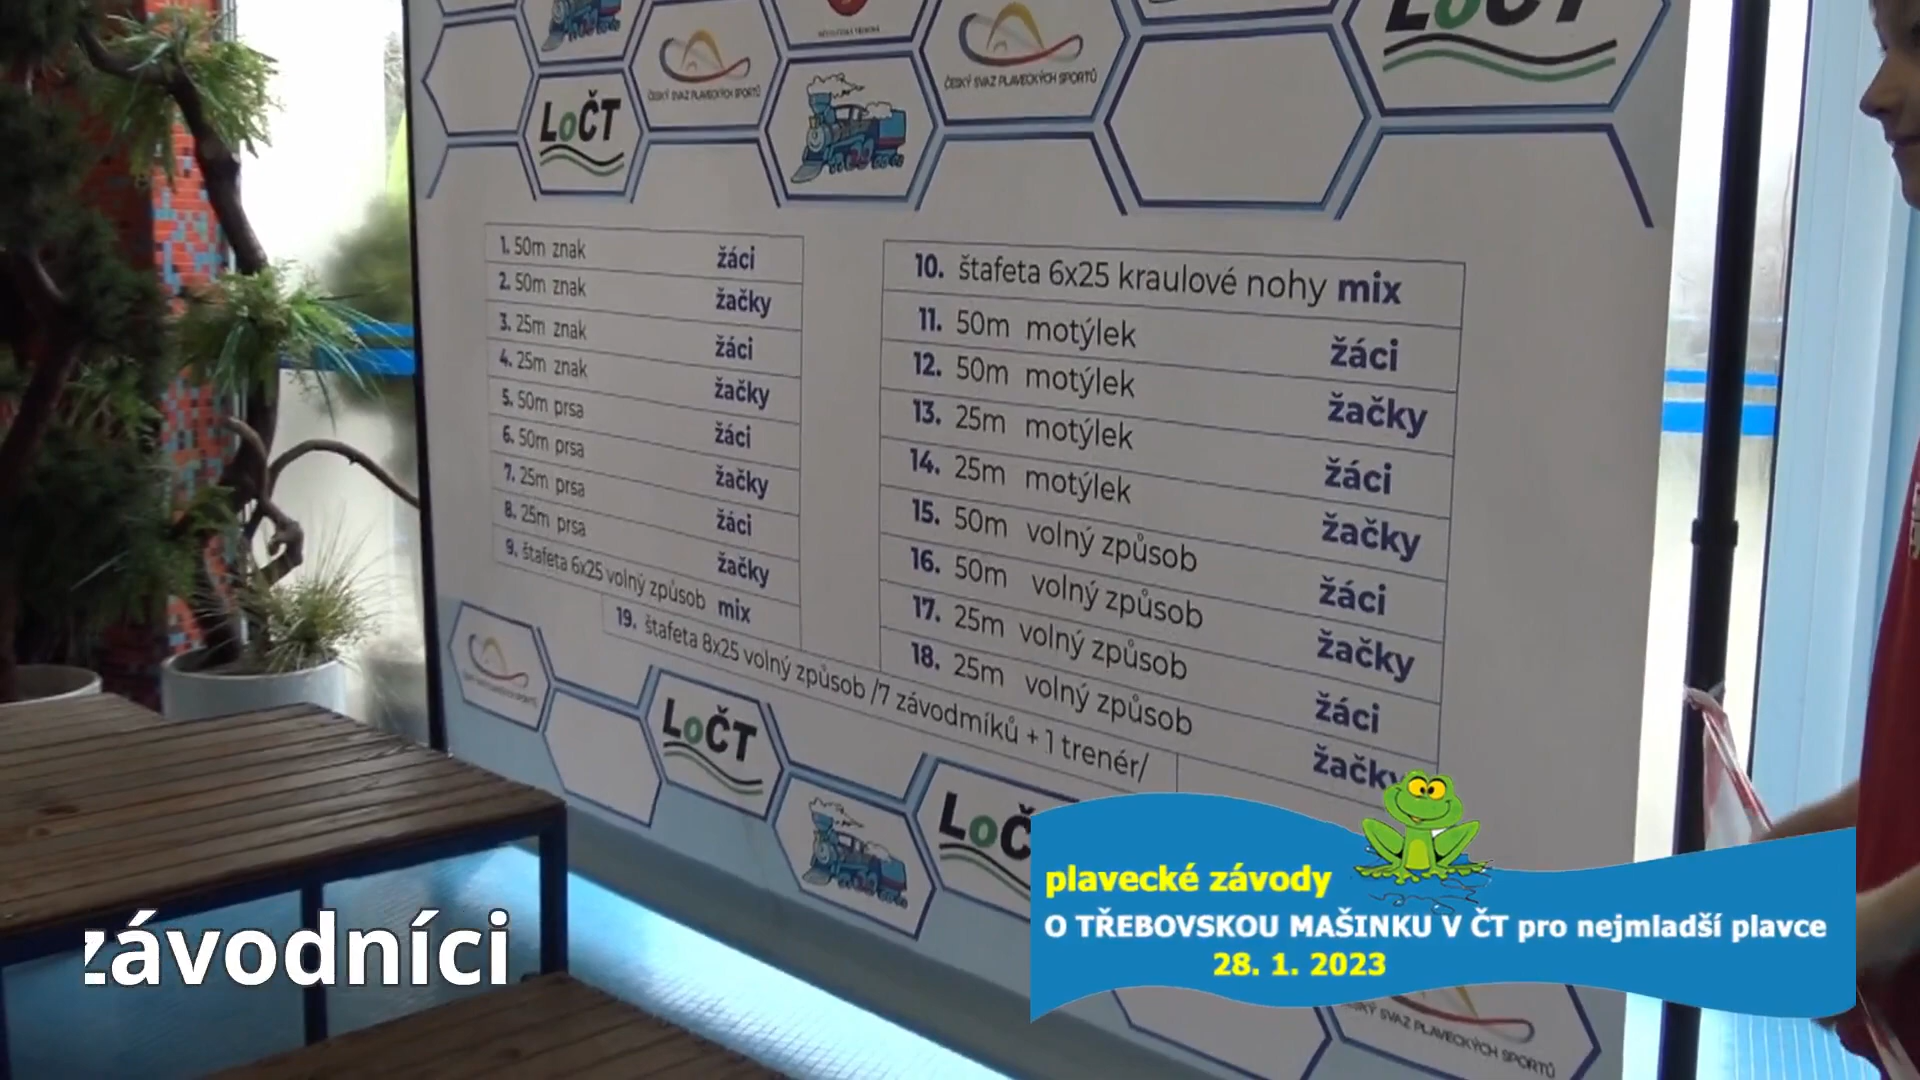 LoČT
ČESKÝ SVAZ PLAVECKÝCH SPORTŮ
ČESKÝ SVAZ PLAVECKÝCH SPORTŮ
LoČT
1. 50m znak žáci
2. 50m znak žačky
3. 25m znak žáci
4. 25m znak žačky
5. 50m prsa žáci
6. 50m prsa žačky
7. 25m prsa žáci
8. 25m prsa žačky
9. štafeta 6x25 volný způsob mix
10. štafeta 6x25 kraulové nohy mix
11. 50m motýlek žáci
12. 50m motýlek žačky
13. 25m motýlek žáci
14. 25m motýlek žačky
15. 50m volný způsob žáci
16. 50m volný způsob žačky
17. 25m volný způsob žáci
18. 25m volný způsob žačky
19. štafeta 8x25 volný způsob /7 závodmíků + 1 trenér/
LoČT
LoČ
plavecké závody
O TŘEBOVSKOU MAŠINKU V ČT pro nejmladší plavce
28. 1. 2023
závodníci
SKÝ SVAZ PLAVECKÝCH SPORTŮ